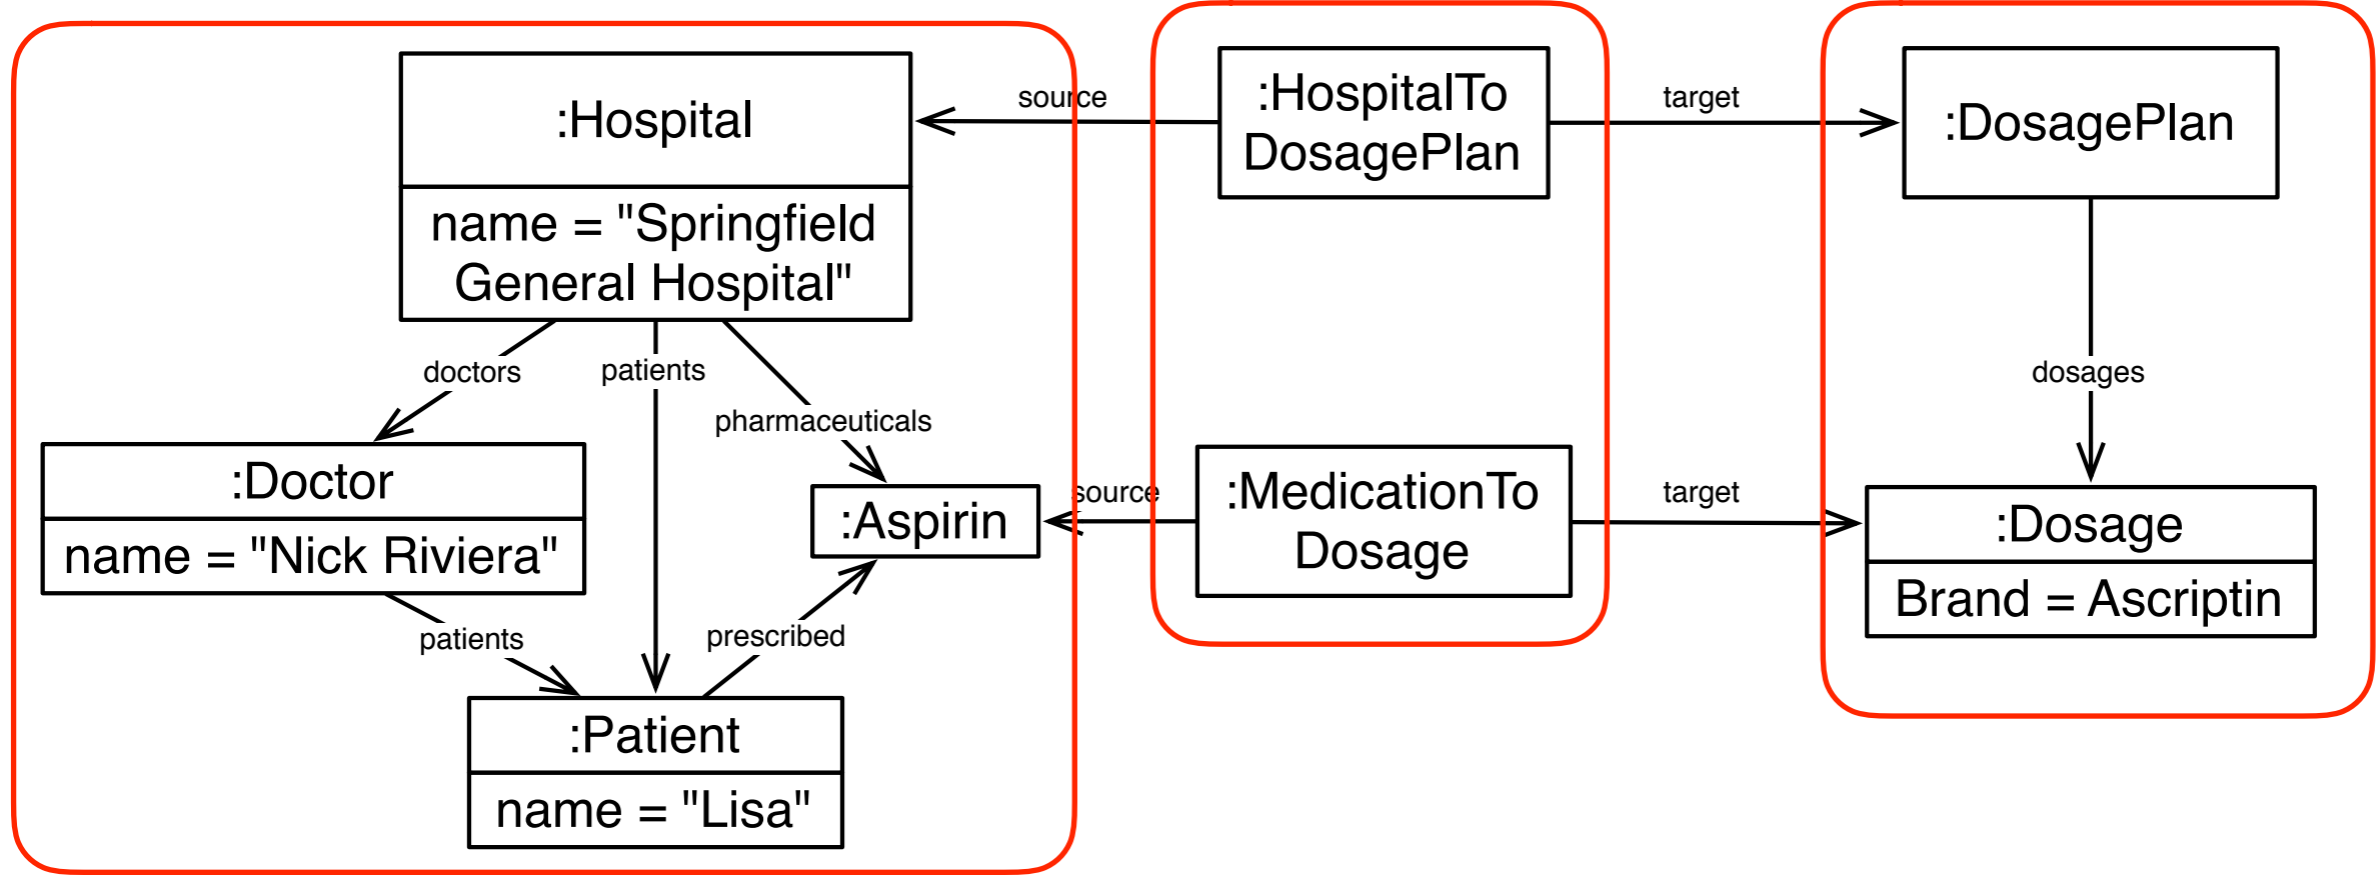 :Hospital
name = "Springfield
General Hospital"
doctors
patients
pharmaceuticals
:Doctor
name = "Nick Riviera"
:Aspirin
patients
prescribed
:Patient
name = "Lisa"
source
:HospitalTo
DosagePlan
target
source
:MedicationTo
Dosage
target
:DosagePlan
dosages
:Dosage
Brand = Ascriptin